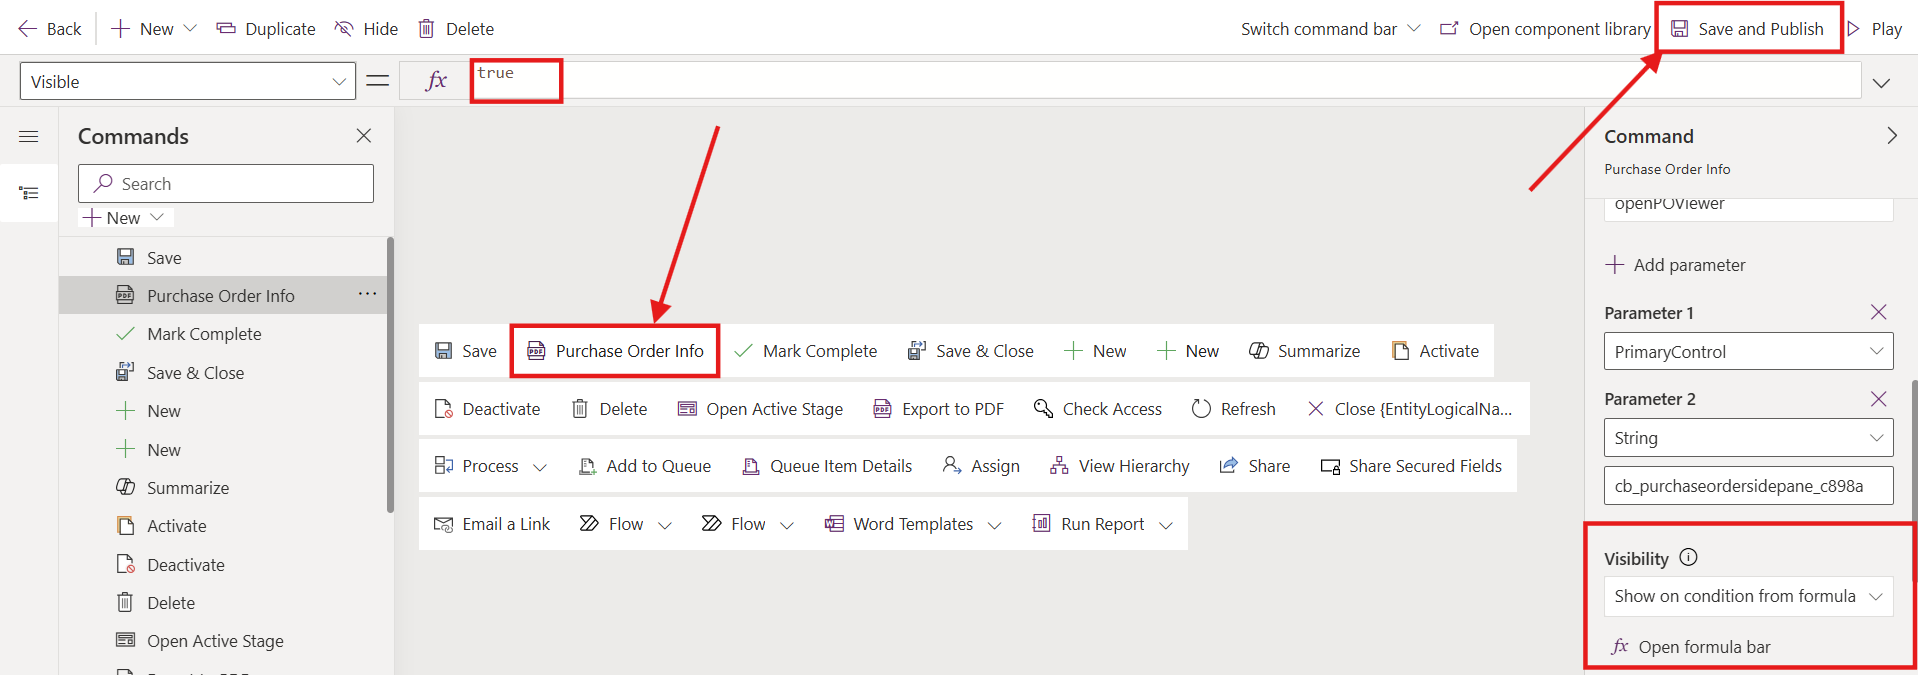 Back
New
Duplicate
Hide
Delete
Switch command bar
Open component library
Save and Publish
Play
Visible
fx
true
Commands
Search
New
Save
Purchase Order Info
Mark Complete
Save & Close
New
New
Summarize
Activate
Deactivate
Delete
Open Active Stage
Save Purchase Order Info Mark Complete Save & Close New New Summarize Activate
Deactivate Delete Open Active Stage Export to PDF Check Access Refresh Close {EntityLogicalNa...
Process Add to Queue Queue Item Details Assign View Hierarchy Share Share Secured Fields
Email a Link Flow Flow Word Templates Run Report
Command
Purchase Order Info
openPOViewer
Add parameter
Parameter 1
PrimaryControl
Parameter 2
String
cb_purchaseordersidepane_c898a
Visibility
Show on condition from formula
fx Open formula bar